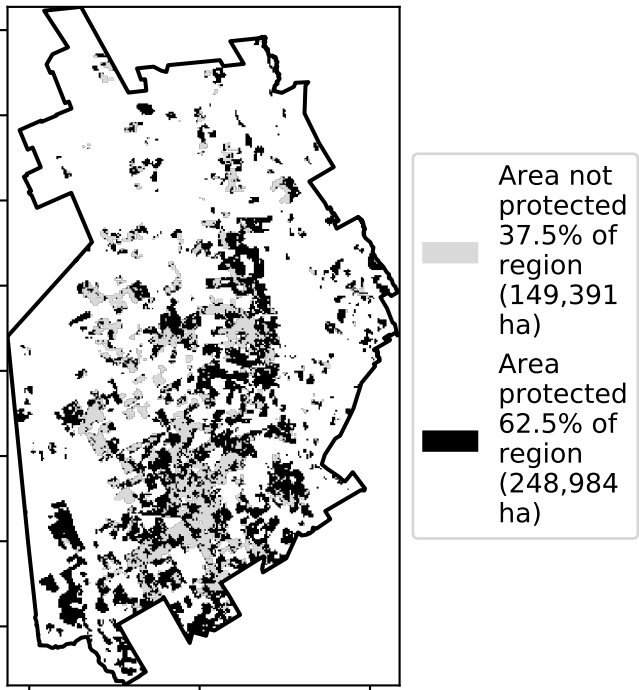 Area not
protected
37.5% of
region
(149,391
ha)
Area
protected
62.5% of
region
(248,984
ha)